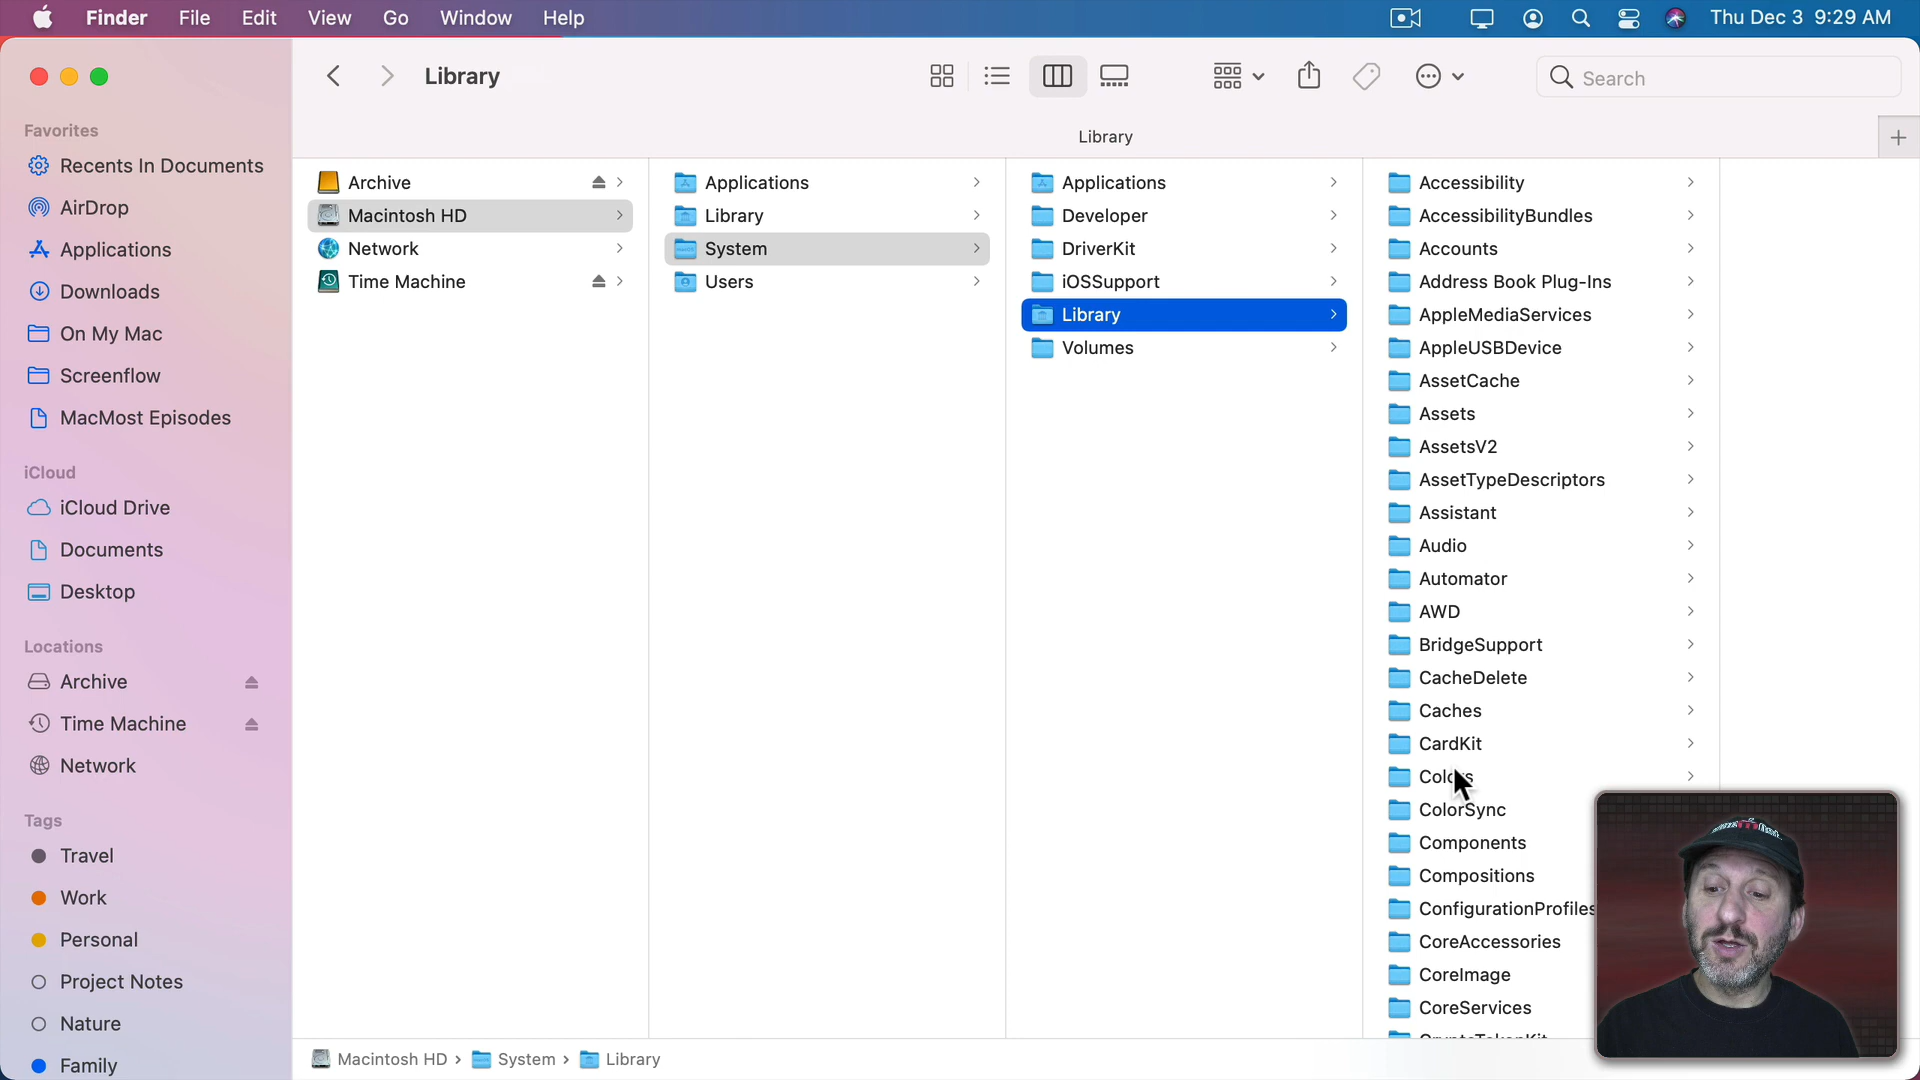 Finder File Edit View Go Window Help Thu Dec 3 9:29 AM
Library
Search
Library
Favorites
Recents In Documents
AirDrop
Applications
Downloads
On My Mac
Screenflow
MacMost Episodes
iCloud
iCloud Drive
Documents
Desktop
Locations
Archive
Time Machine
Network
Tags
Travel
Work
Personal
Project Notes
Nature
Family
Archive
Macintosh HD
Network
Time Machine
Applications
Library
System
Users
Applications
Developer
DriverKit
iOSSupport
Library
Volumes
Accessibility
AccessibilityBundles
Accounts
Address Book Plug-Ins
AppleMediaServices
AppleUSBDevice
AssetCache
Assets
AssetsV2
AssetTypeDescriptors
Assistant
Audio
Automator
AWD
BridgeSupport
CacheDelete
Caches
CardKit
Colors
ColorSync
Components
Compositions
ConfigurationProfiles
CoreAccessories
CoreImage
CoreServices
Macintosh HD › System › Library